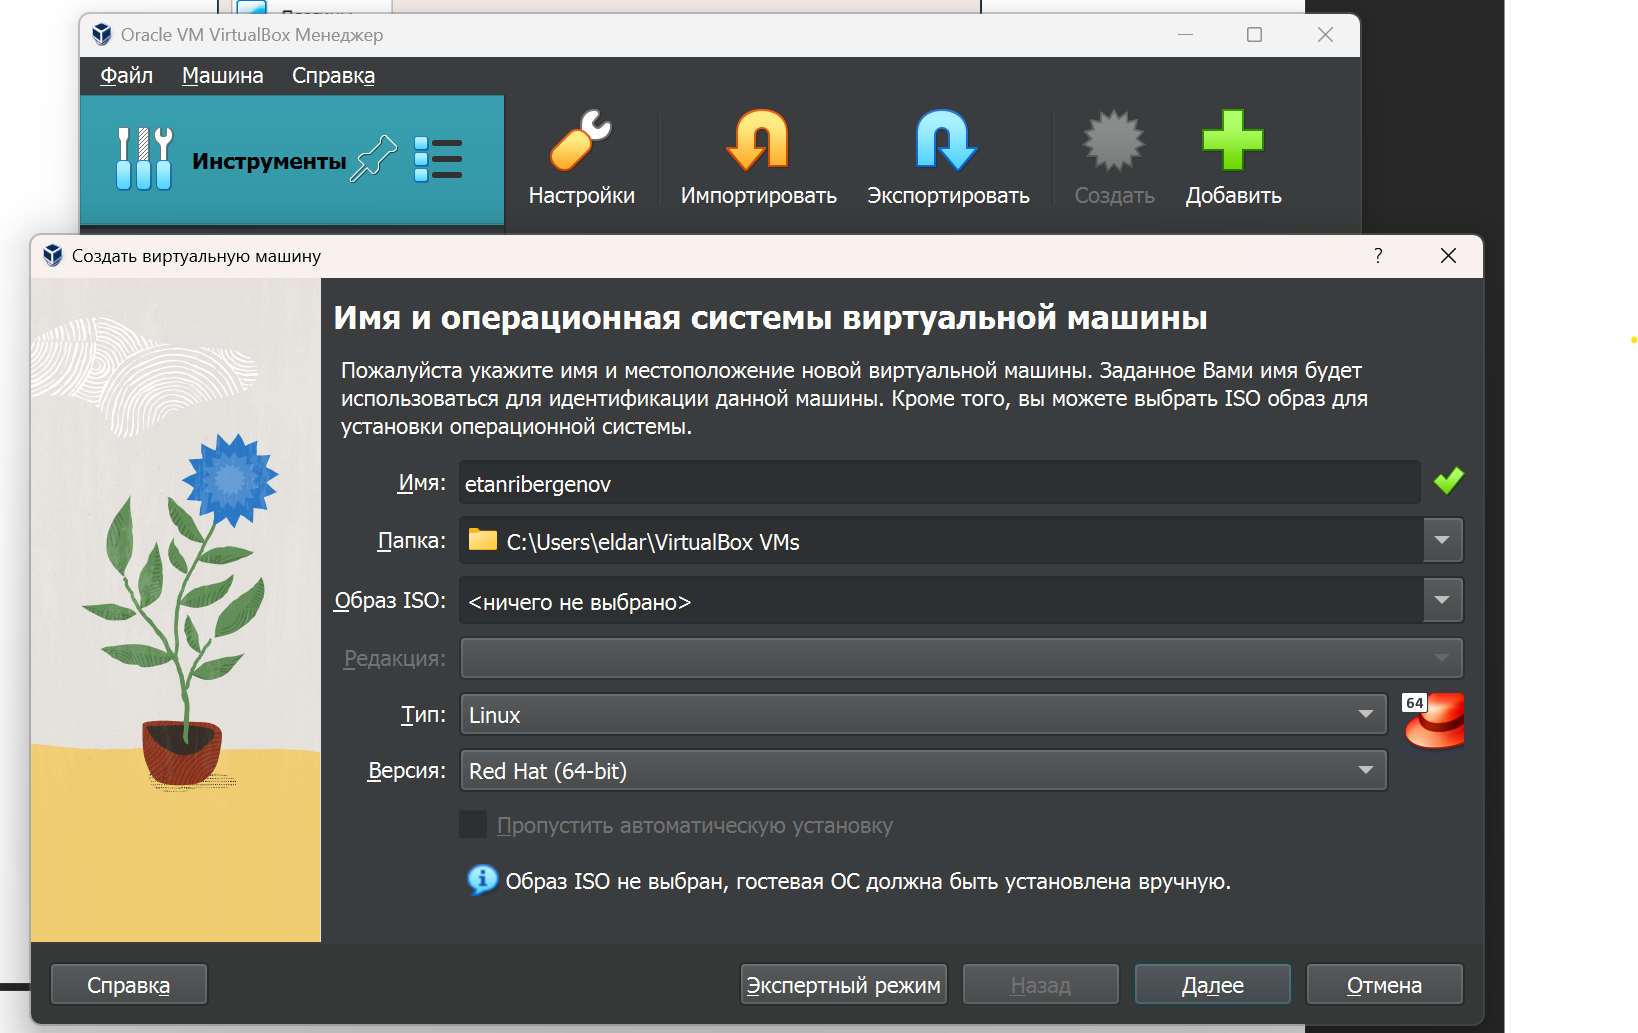 Oracle VM VirtualBox Менеджер
Файл Машина Справка
Инструменты
Настройки Импортировать Экспортировать Создать Добавить
Создать виртуальную машину ?
Имя и операционная системы виртуальной машины
Пожалуйста укажите имя и местоположение новой виртуальной машины. Заданное Вами имя будет
использоваться для идентификации данной машины. Кроме того, вы можете выбрать ISO образ для
установки операционной системы.
Имя: etanribergenov
Папка: C:\Users\eldar\VirtualBox VMs
Образ ISO: <ничего не выбрано>
Редакция:
Тип: Linux
64
Версия: Red Hat (64-bit)
Пропустить автоматическую установку
Образ ISO не выбран, гостевая ОС должна быть установлена вручную.
Справка Экспертный режим Назад Далее Отмена